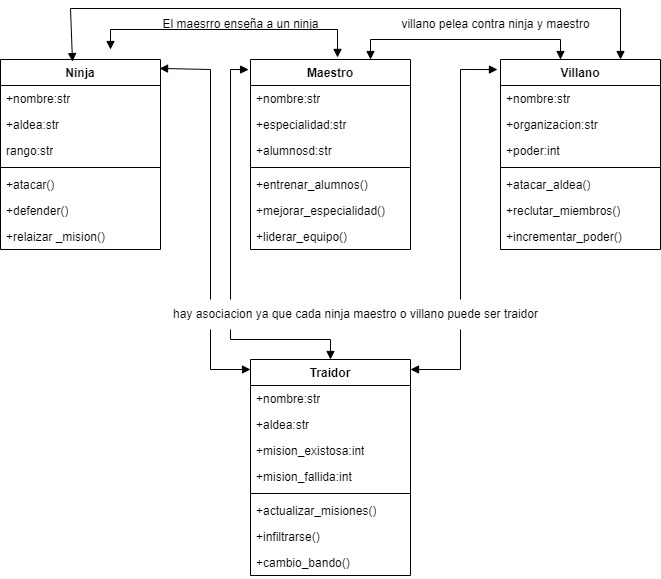 El maesrro enseña a un ninja
villano pelea contra ninja y maestro
Ninja
+nombre:str
+aldea:str
rango:str
+atacar()
+defender()
+relaizar _mision()
Maestro
+nombre:str
+especialidad:str
+alumnosd:str
+entrenar_alumnos()
+mejorar_especialidad()
+liderar_equipo()
Villano
+nombre:str
+organizacion:str
+poder:int
+atacar_aldea()
+reclutar_miembros()
+incrementar_poder()
hay asociacion ya que cada ninja maestro o villano puede ser traidor
Traidor
+nombre:str
+aldea:str
+mision_existosa:int
+mision_fallida:int
+actualizar_misiones()
+infiltrarse()
+cambio_bando()